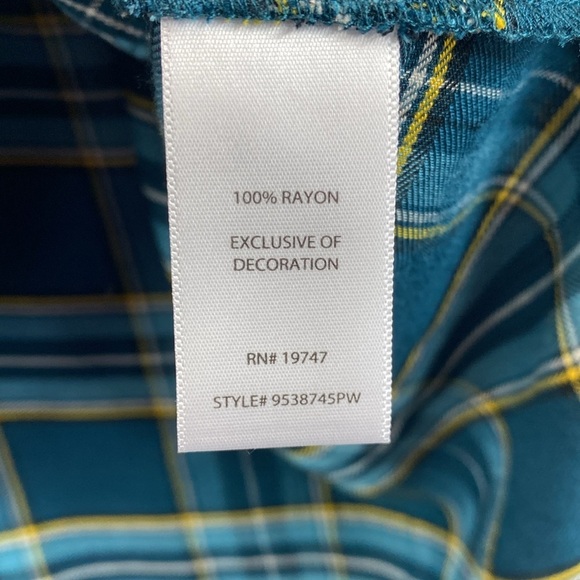 100% RAYON
EXCLUSIVE OF
DECORATION
RN# 19747
STYLE# 9538745PW